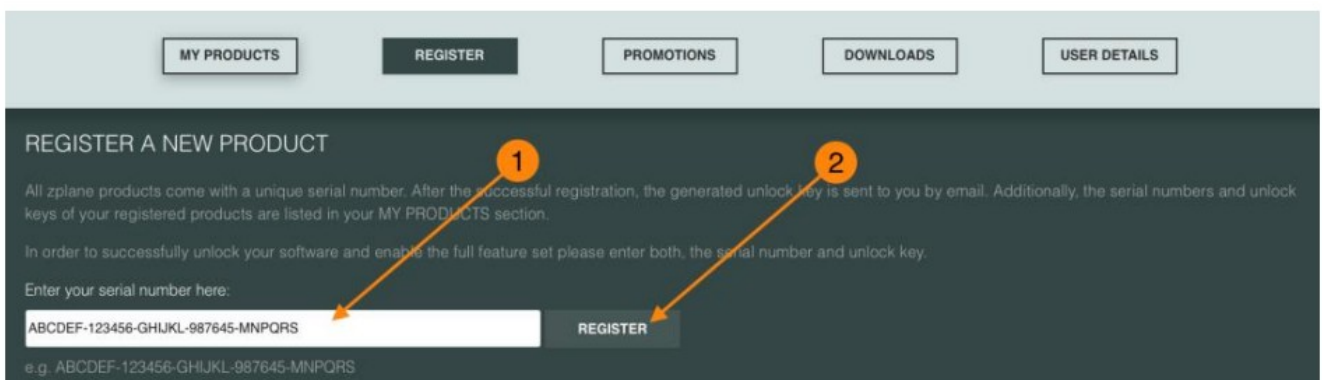 MY PRODUCTS REGISTER PROMOTIONS DOWNLOADS USER DETAILS
REGISTER A NEW PRODUCT
1
2
All zplane products come with a unique serial number. After the successful registration, the generated unlock key is sent to you by email. Additionally, the serial numbers and unlock
keys of your registered products are listed in your MY PRODUCTS section.
In order to successfully unlock your software and enable the full feature set please enter both, the serial number and unlock key.
Enter your serial number here:
ABCDEF-123456-GHIJKL-987645-MNPQRS REGISTER
e.g. ABCDEF-123456-GHIJKL-987645-MNPQRS